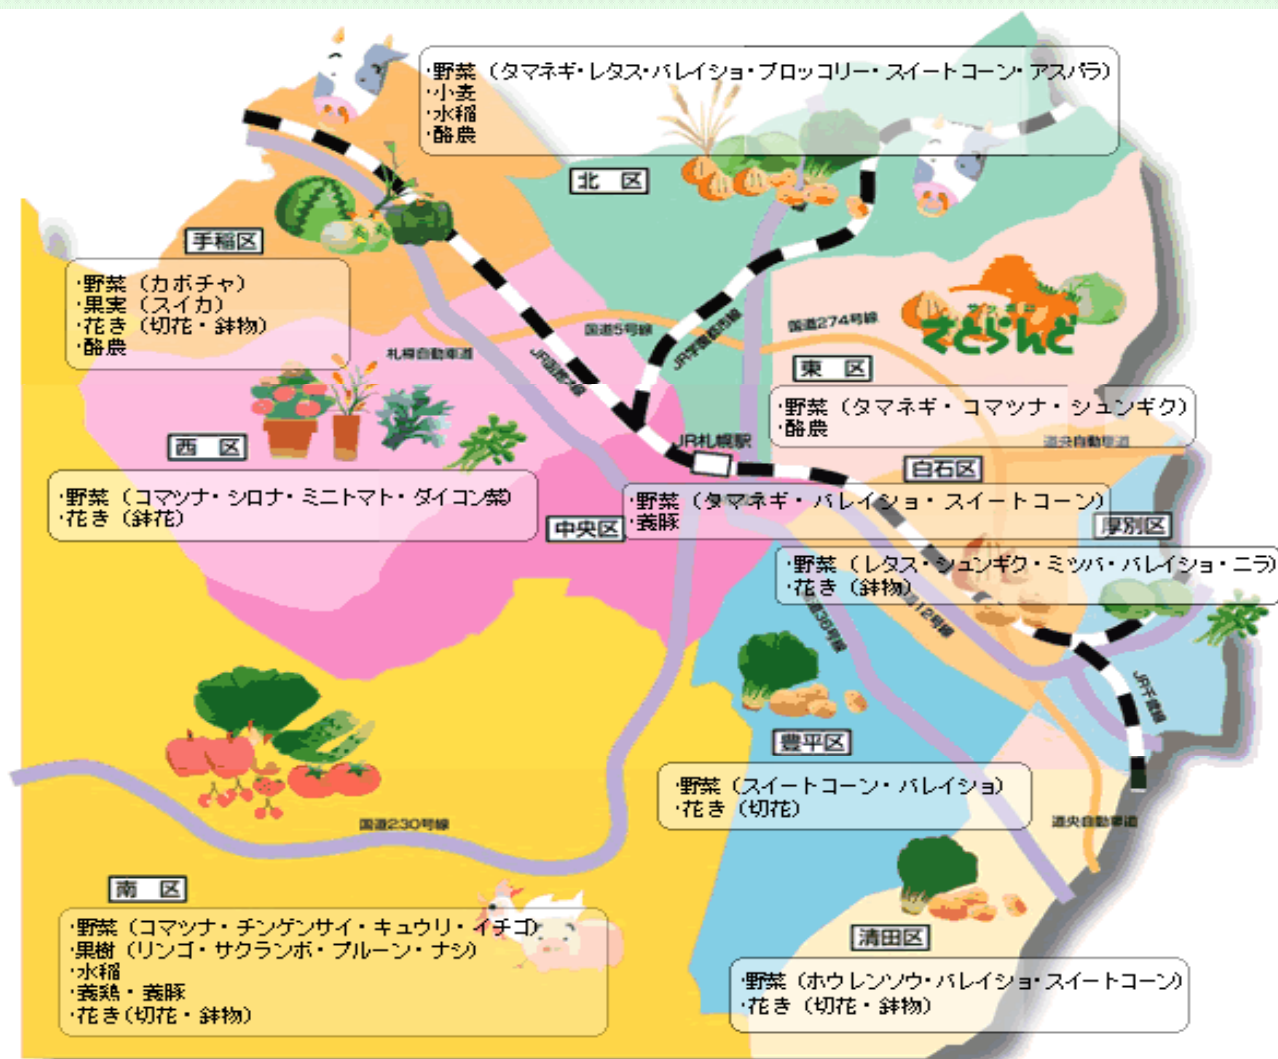 ・野菜（タマネギ・レタス・バレイショ・ブロッコリー・スイートコーン・アスパラ）
・小麦
・水稲
・酪農
北 区
手稲区
・野菜（カボチャ）
・果実（スイカ）
・花き（切花・鉢物）
・酪農
サッポロ
さとらんど
国道5号線
国道274号線
JR学園都市線
札幌自動車道
JR函館本線
東 区
・野菜（タマネギ・コマツナ・シュンギク）
・酪農
西 区
JR札幌駅
道央自動車道
白石区
・野菜（コマツナ・シロナ・ミニトマト・ダイコン菜）
・花き（鉢花）
中央区
・野菜（タマネギ・バレイショ・スイートコーン）
・養豚
厚別区
・野菜（レタス・シュンギク・ミツバ・バレイショ・ニラ）
・花き（鉢物）
国道36号線
国道12号線
JR千歳線
豊平区
・野菜（スイートコーン・バレイショ）
・花き（切花）
国道230号線
道央自動車道
南 区
・野菜（コマツナ・チンゲンサイ・キュウリ・イチゴ）
・果樹（リンゴ・サクランボ・プルーン・ナシ）
・水稲
・養鶏・養豚
・花き（切花・鉢物）
清田区
・野菜（ホウレンソウ・バレイショ・スイートコーン）
・花き（切花・鉢物）